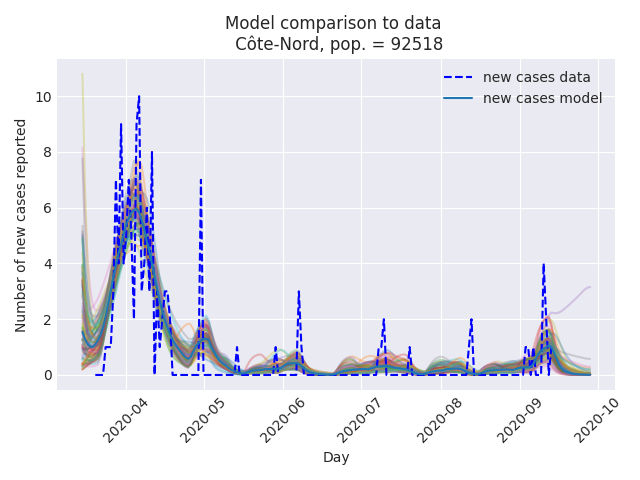 Model comparison to data
Côte-Nord, pop. = 92518
new cases data
new cases model
Number of new cases reported
10
8
6
4
2
0
2020-04
2020-05
2020-06
2020-07
2020-08
2020-09
2020-10
Day